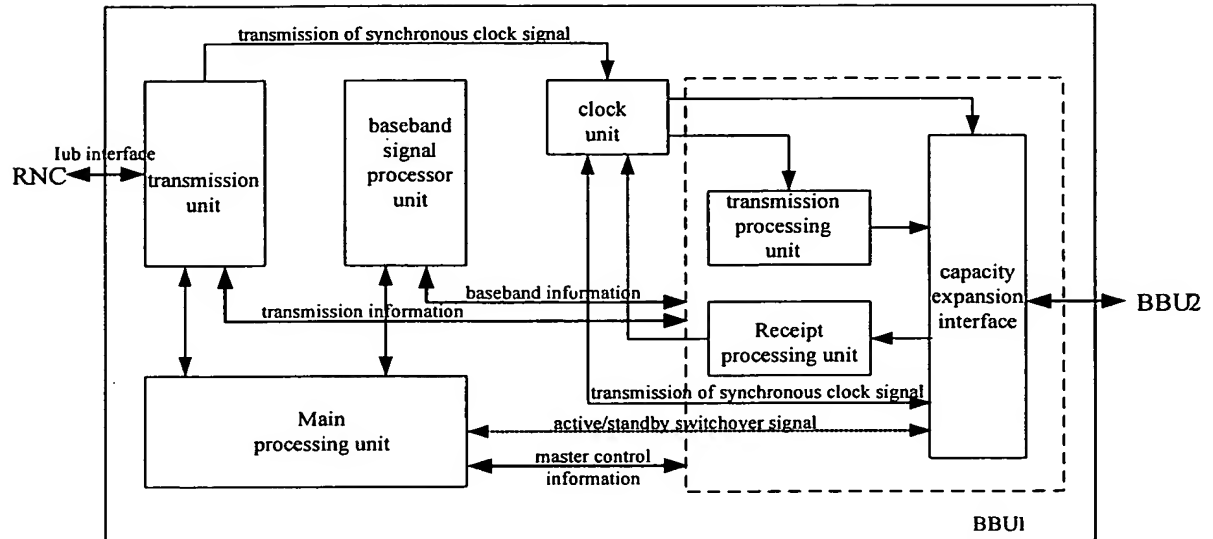 transmission of synchronous clock signal
clock
unit
baseband
signal
processor
unit
Iub interface
RNC
transmission
unit
transmission
processing
unit
capacity
expansion
interface
BBU2
baseband information
transmission information
Receipt
processing unit
transmission of synchronous clock signal
Main
processing unit
active/standby switchover signal
master control
information
BBU1